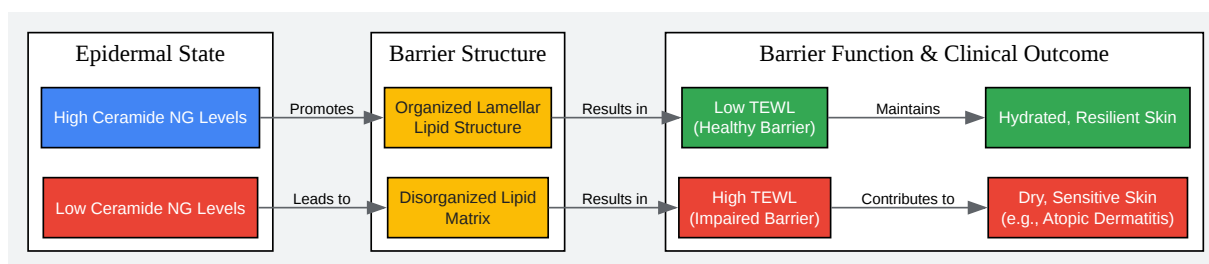 Epidermal State
Barrier Structure
Barrier Function & Clinical Outcome
High Ceramide NG Levels
Promotes
Organized Lamellar
Lipid Structure
Results in
Low TEWL
(Healthy Barrier)
Maintains
Hydrated, Resilient Skin
Low Ceramide NG Levels
Leads to
Disorganized Lipid
Matrix
Results in
High TEWL
(Impaired Barrier)
Contributes to
Dry, Sensitive Skin
(e.g., Atopic Dermatitis)